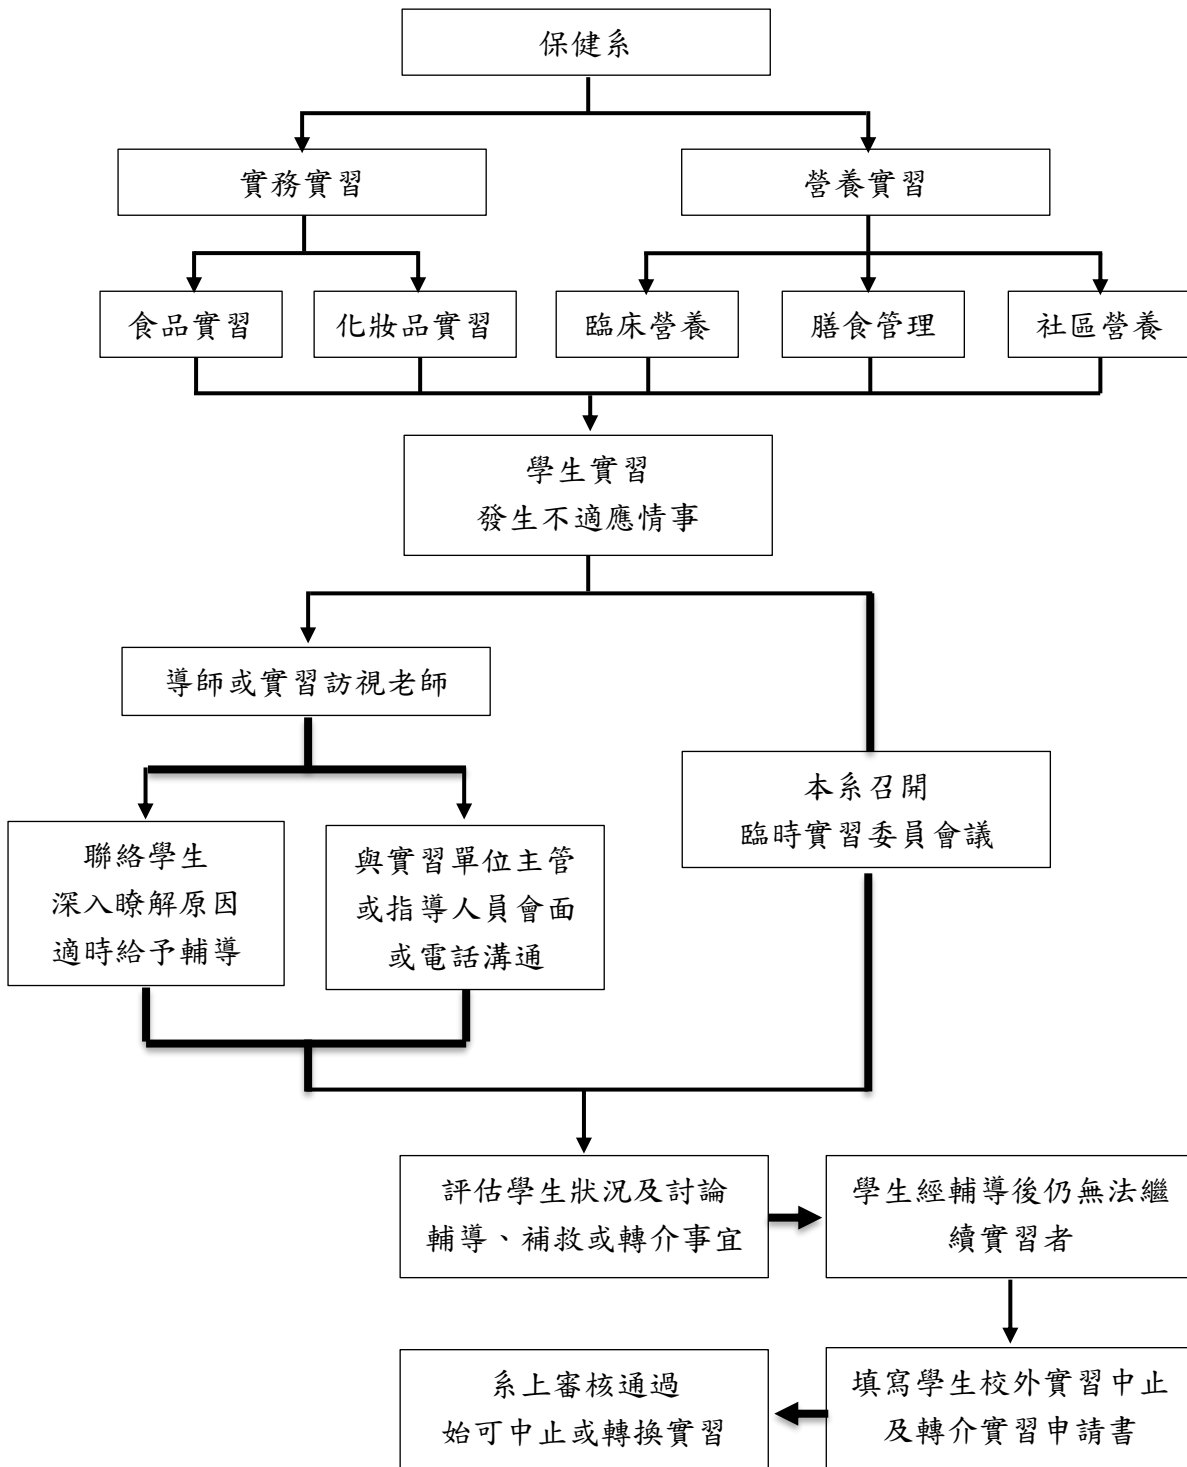 保健系
實務實習
營養實習
食品實習
化妝品實習
臨床營養
膳食管理
社區營養
學生實習
發生不適應情事
導師或實習訪視老師
本系召開
臨時實習委員會議
聯絡學生
深入瞭解原因
適時給予輔導
與實習單位主管
或指導人員會面
或電話溝通
評估學生狀況及討論
輔導、補救或轉介事宜
學生經輔導後仍無法繼
續實習者
填寫學生校外實習中止
及轉介實習申請書
系上審核通過
始可中止或轉換實習